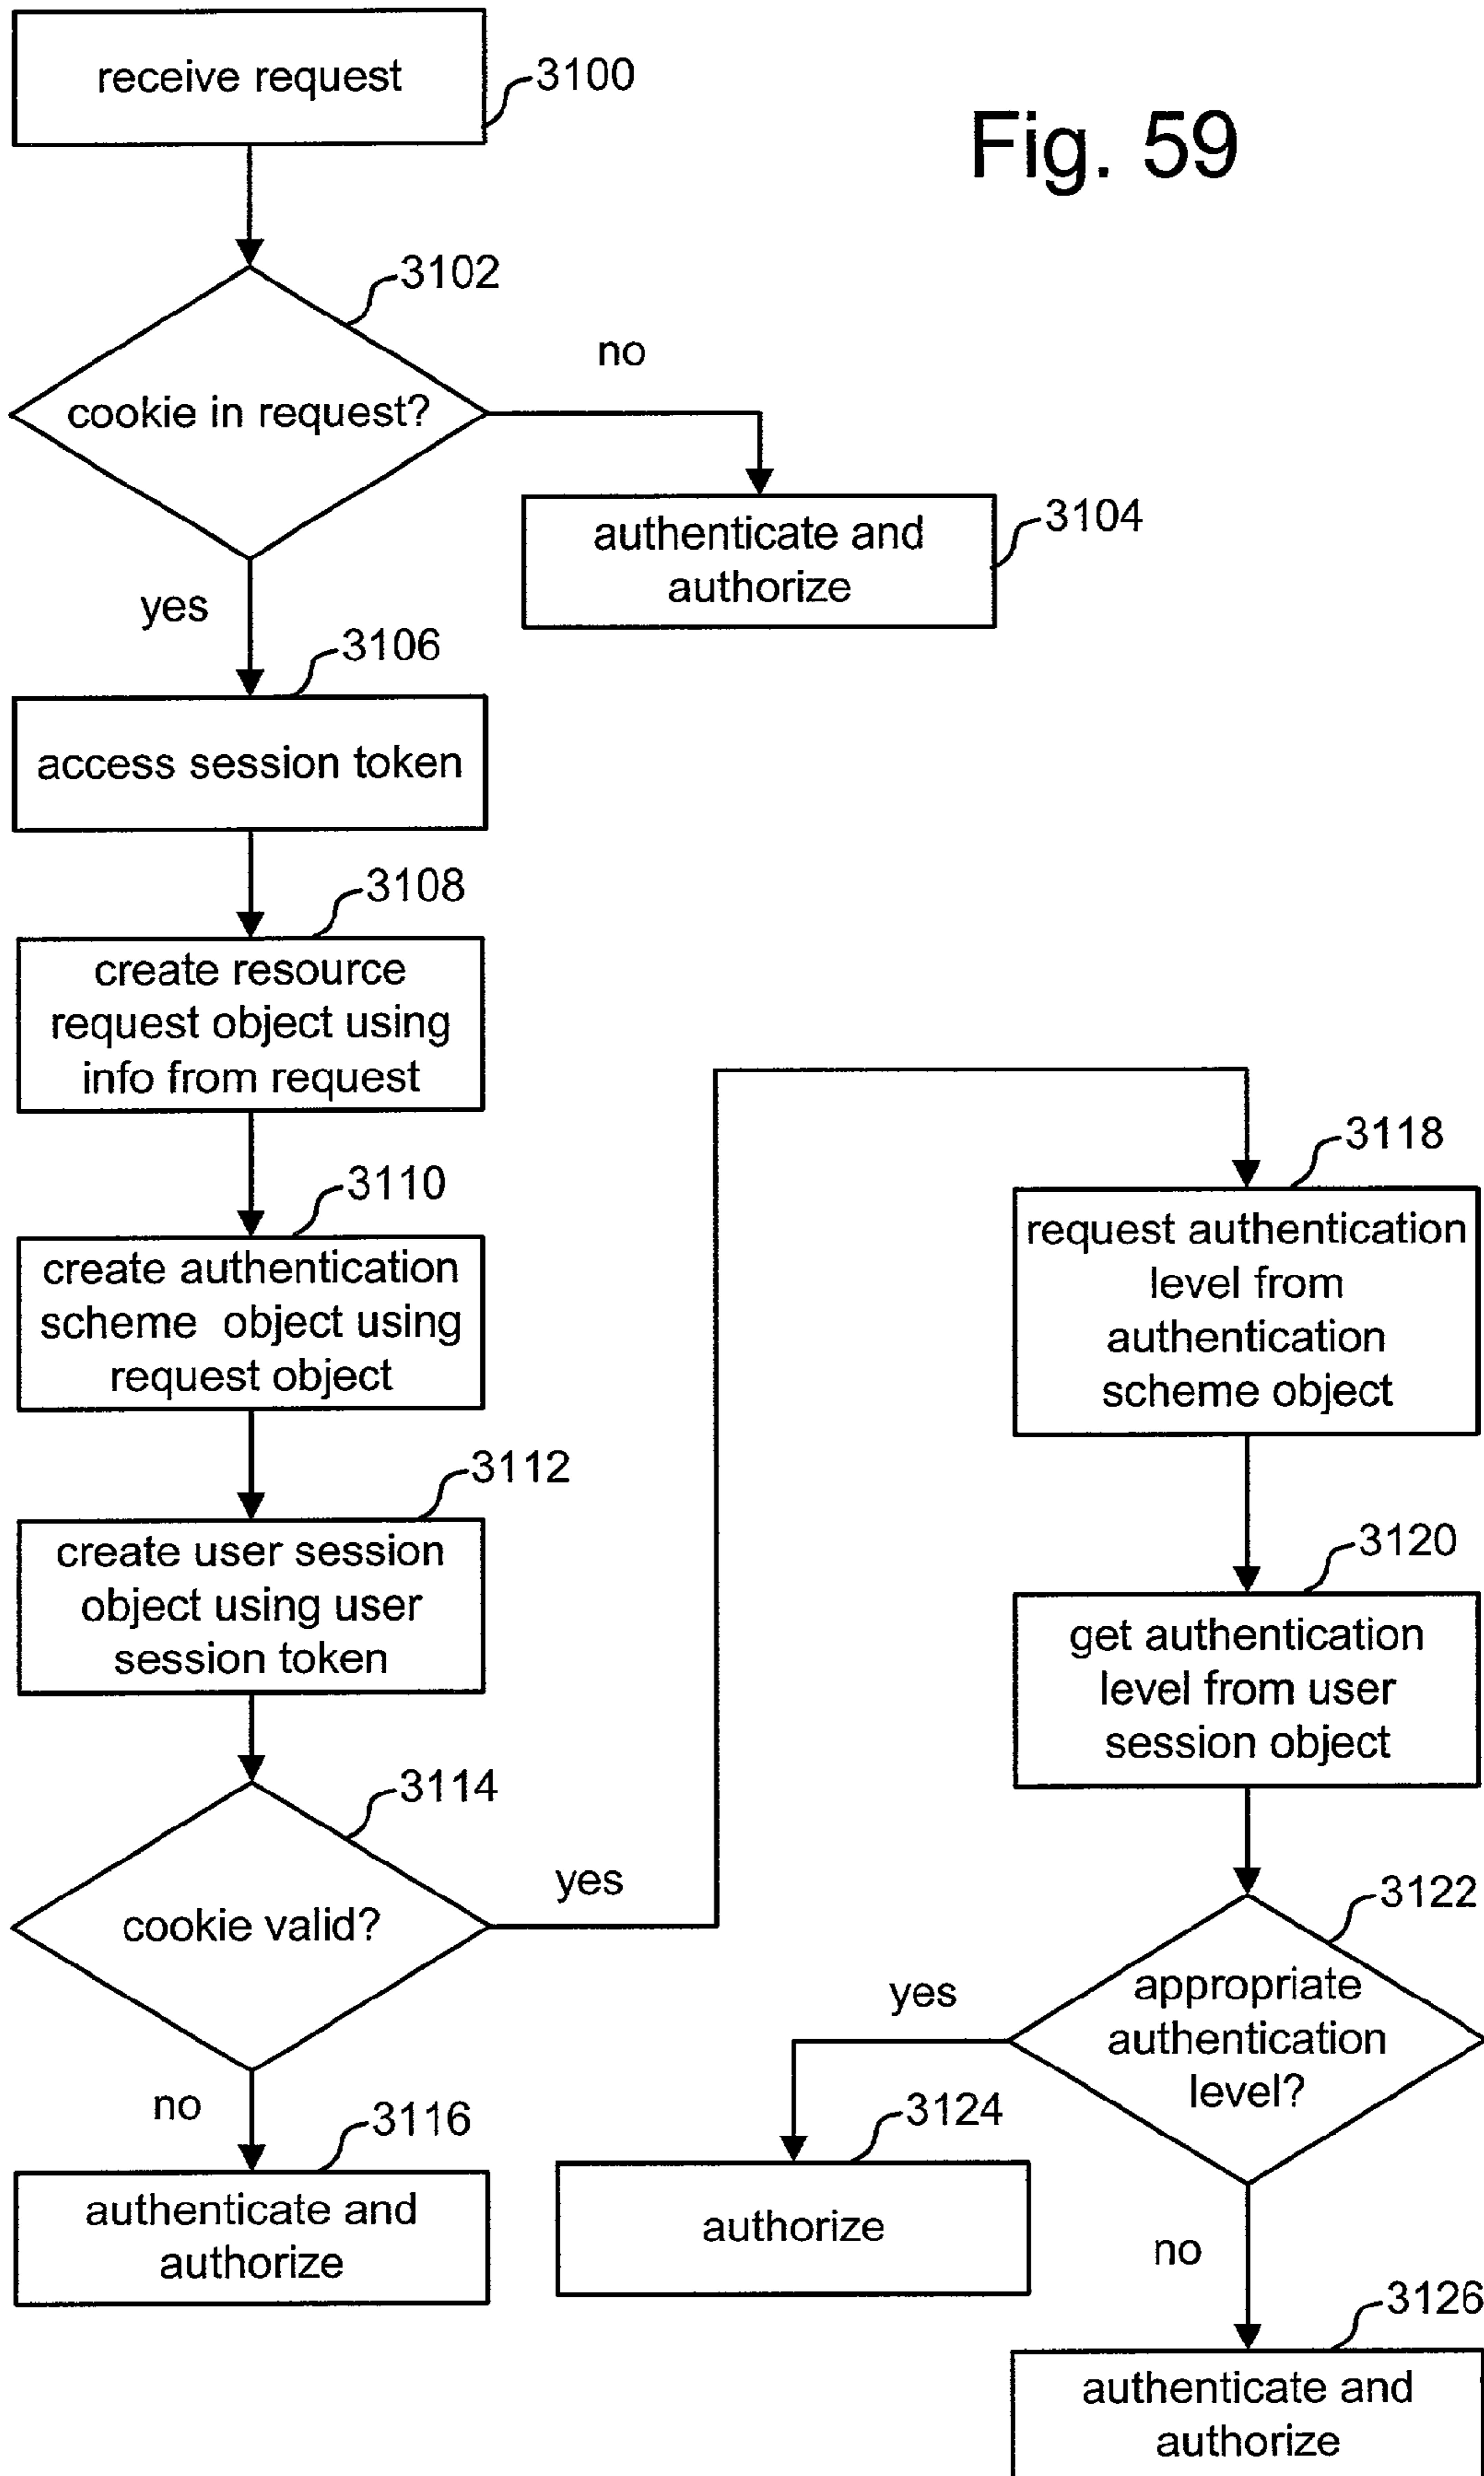 receive request
3100
Fig. 59
3102
cookie in request?
no
yes
authenticate and
authorize
3104
3106
access session token
3108
create resource
request object using
info from request
3110
create authentication
scheme object using
request object
3112
create user session
object using user
session token
3114
cookie valid?
yes
no
3116
authenticate and
authorize
3118
request authentication
level from
authentication
scheme object
3120
get authentication
level from user
session object
3122
appropriate
authentication
level?
yes
3124
authorize
no
3126
authenticate and
authorize